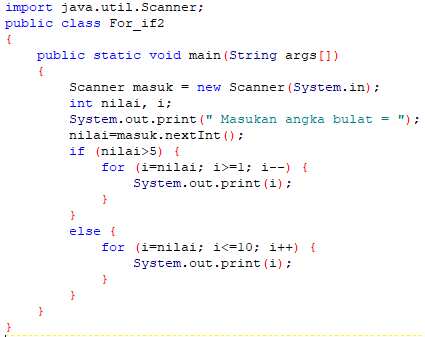 import java.util.Scanner;
public class For_if2
{
    public static void main(String args[])
    {
        Scanner masuk = new Scanner(System.in);
        int nilai, i;
        System.out.print(" Masukan angka bulat = ");
        nilai=masuk.nextInt();
        if (nilai>5) {
            for (i=nilai; i>=1; i--) {
                System.out.print(i);
            }
        }
        else {
            for (i=nilai; i<=10; i++) {
                System.out.print(i);
            }
        }
    }
}